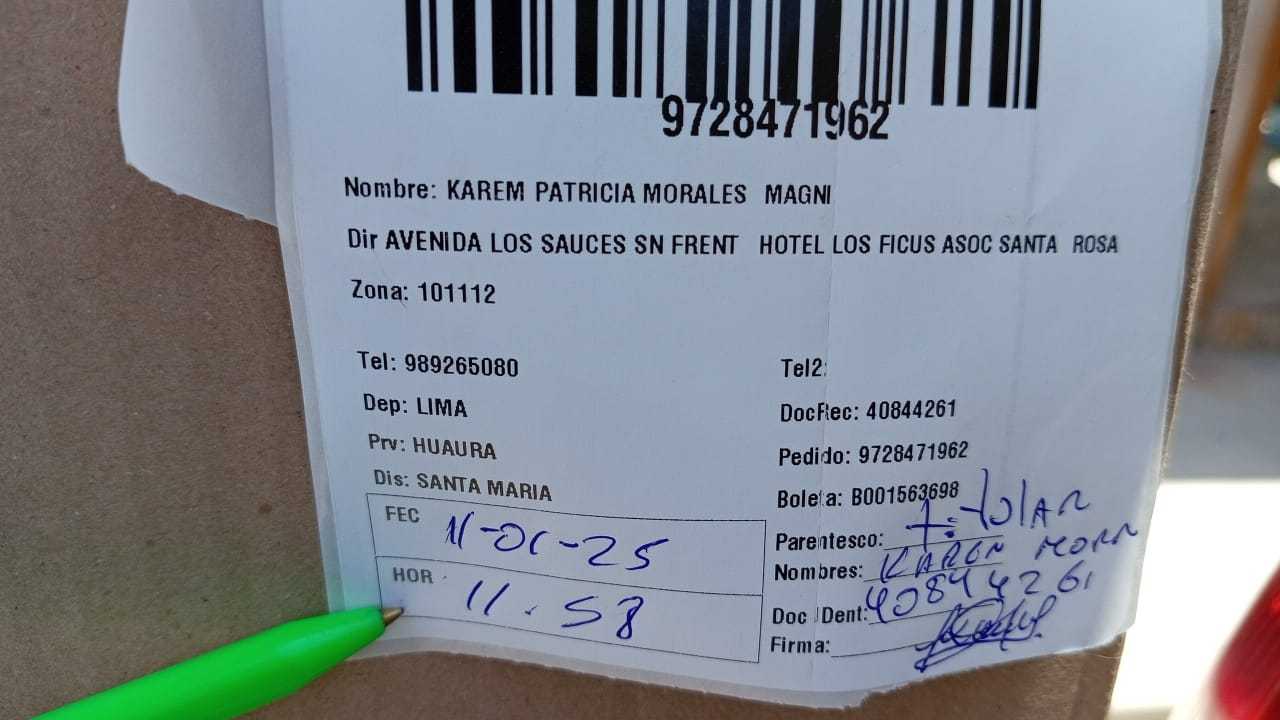 9728471962
Nombre: KAREM PATRICIA MORALES MAGNI
Dir AVENIDA LOS SAUCES SN FRENT HOTEL LOS FICUS ASOC SANTA ROSA
Zona: 101112
Tel: 989265080
Dep: LIMA
Prv: HUAURA
Dis: SANTA MARIA
FEC 11-01-25
HOR 11.58
Tel2:
DocRec: 40844261
Pedido: 9728471962
Boleta: B001563698
Parentesco: titular
Nombres: KAREN
Doc IDent: 40844261
Firma: